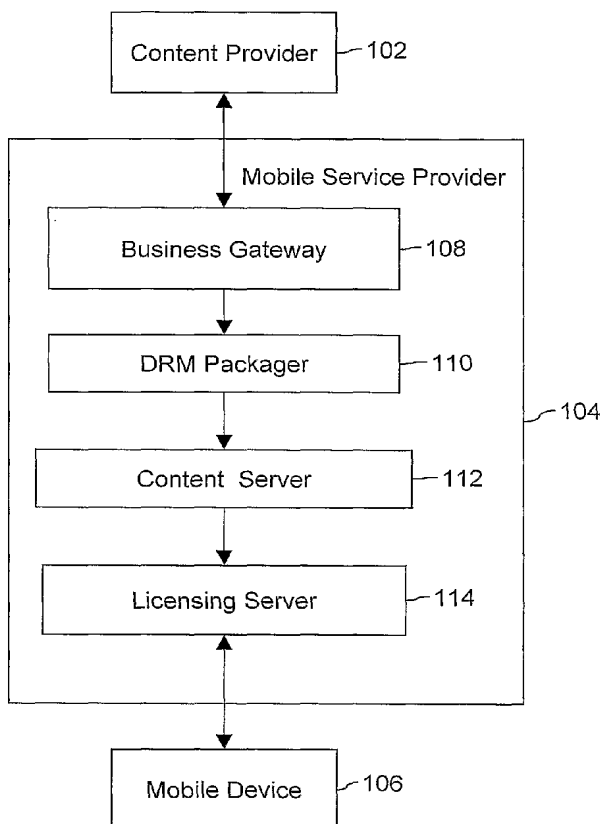 Content Provider 102
Mobile Service Provider
Business Gateway 108
DRM Packager 110
104
Content Server 112
Licensing Server 114
Mobile Device 106